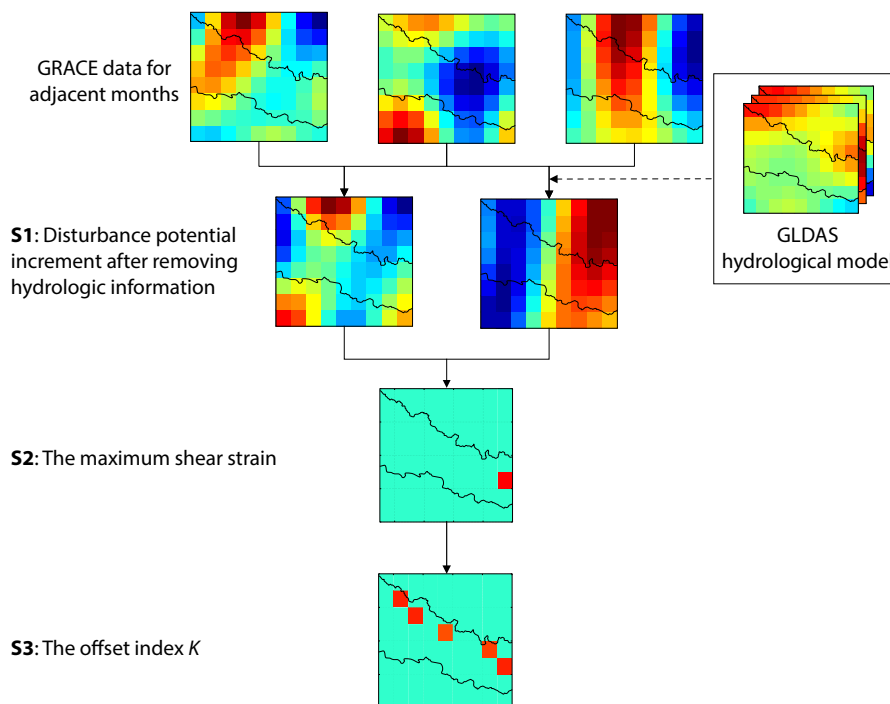 GRACE data for
adjacent months
S1: Disturbance potential
increment after removing
hydrologic information
GLDAS
hydrological model
S2: The maximum shear strain
S3: The offset index K